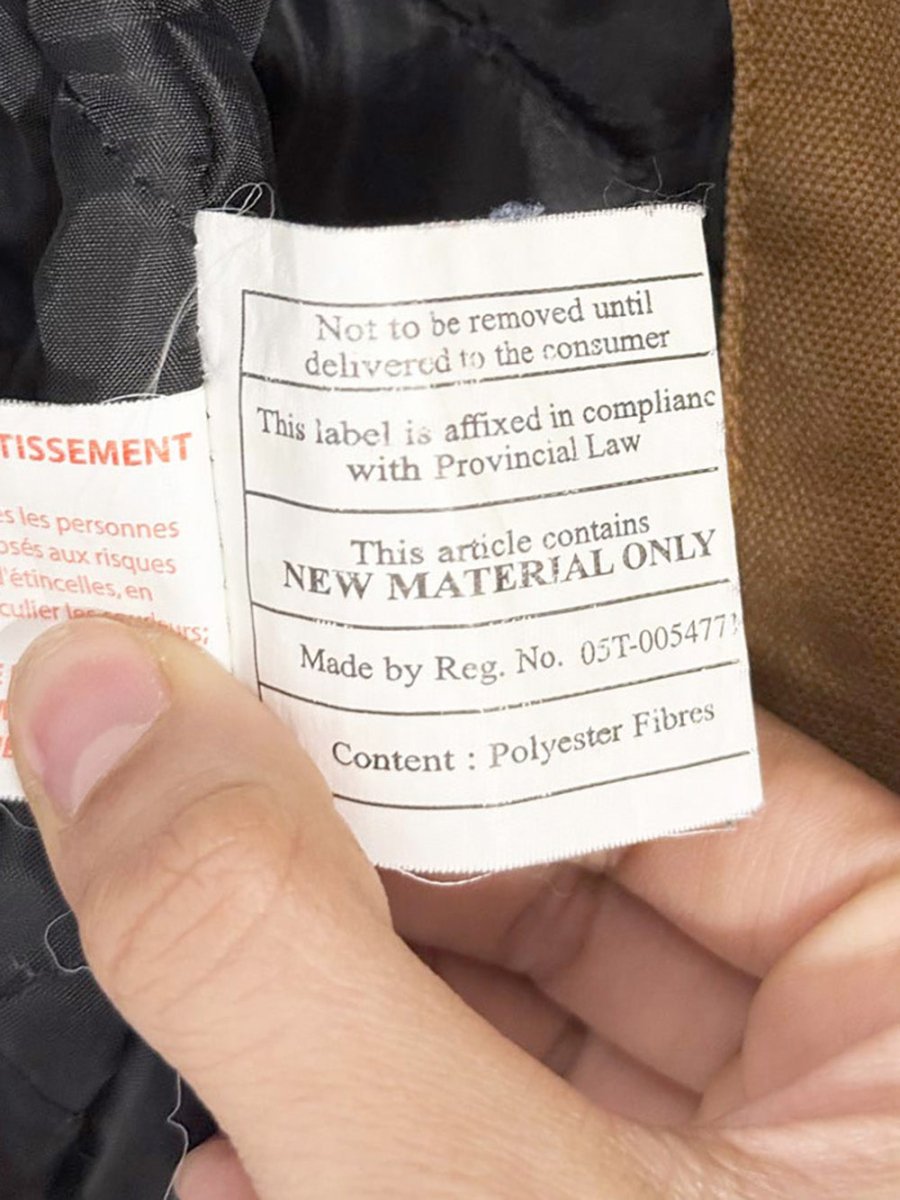 Not to be removed until
delivered to the consumer
This label is affixed in complianc
with Provincial Law
This article contains
NEW MATERIAL ONLY
Made by Reg. No. 05T-005477
Content : Polyester Fibres
TISSEMENT
es les personnes
osés aux risques
d'étincelles, en
culier les